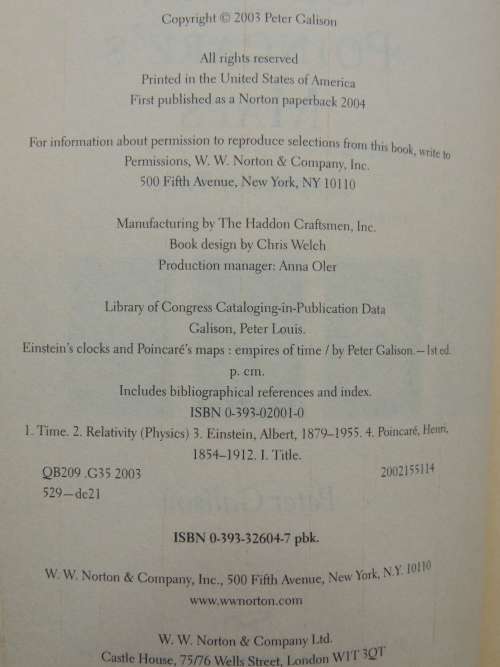 Copyright © 2003 Peter Galison
All rights reserved
Printed in the United States of America
First published as a Norton paperback 2004
For information about permission to reproduce selections from this book, write to
Permissions, W. W. Norton & Company, Inc.
500 Fifth Avenue, New York, NY 10110
Manufacturing by The Haddon Craftsmen, Inc.
Book design by Chris Welch
Production manager: Anna Oler
Library of Congress Cataloging-in-Publication Data
Galison, Peter Louis.
Einstein's clocks and Poincaré's maps : empires of time / by Peter Galison.—1st ed.
p. cm.
Includes bibliographical references and index.
ISBN 0-393-02001-0
1. Time. 2. Relativity (Physics) 3. Einstein, Albert, 1879–1955. 4. Poincaré, Henri,
1854–1912. I. Title.
QB209 .G35 2003 2002155114
529—dc21
ISBN 0-393-32604-7 pbk.
W. W. Norton & Company, Inc., 500 Fifth Avenue, New York, N.Y. 10110
www.wwnorton.com
W. W. Norton & Company Ltd.
Castle House, 75/76 Wells Street, London W1T 3QT